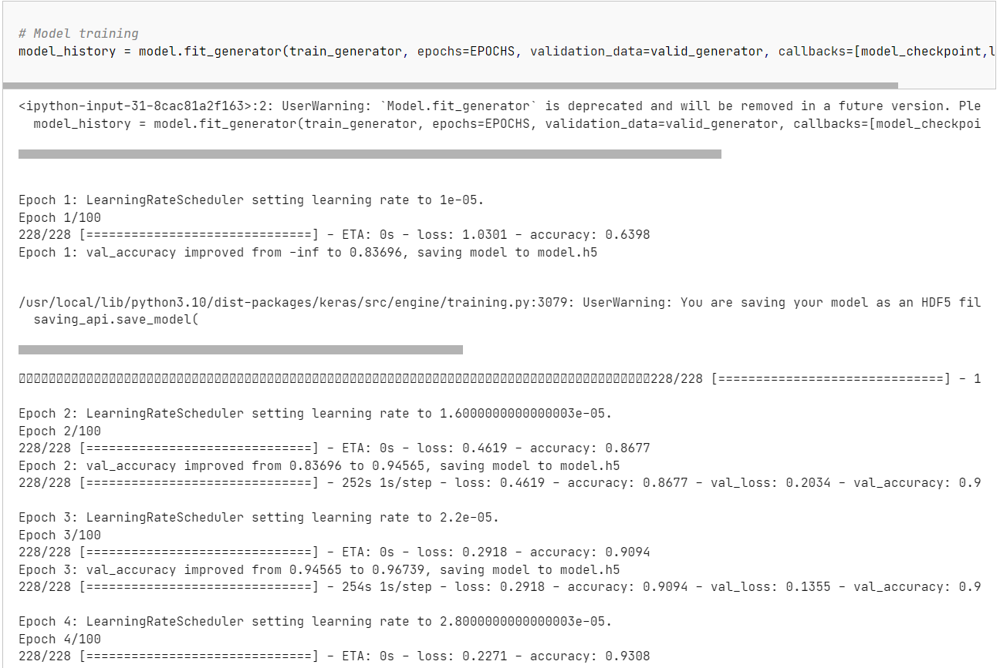 # Model training
model_history = model.fit_generator(train_generator, epochs=EPOCHS, validation_data=valid_generator, callbacks=[model_checkpoint,l
<ipython-input-31-8cac81a2f163>:2: UserWarning: `Model.fit_generator` is deprecated and will be removed in a future version. Ple
  model_history = model.fit_generator(train_generator, epochs=EPOCHS, validation_data=valid_generator, callbacks=[model_checkpoi
Epoch 1: LearningRateScheduler setting learning rate to 1e-05.
Epoch 1/100
228/228 [==============================] - ETA: 0s - loss: 1.0301 - accuracy: 0.6398
Epoch 1: val_accuracy improved from -inf to 0.83696, saving model to model.h5
/usr/local/lib/python3.10/dist-packages/keras/src/engine/training.py:3079: UserWarning: You are saving your model as an HDF5 fil
  saving_api.save_model(
228/228 [==============================] - 1
Epoch 2: LearningRateScheduler setting learning rate to 1.6000000000000003e-05.
Epoch 2/100
228/228 [==============================] - ETA: 0s - loss: 0.4619 - accuracy: 0.8677
Epoch 2: val_accuracy improved from 0.83696 to 0.94565, saving model to model.h5
228/228 [==============================] - 252s 1s/step - loss: 0.4619 - accuracy: 0.8677 - val_loss: 0.2034 - val_accuracy: 0.9
Epoch 3: LearningRateScheduler setting learning rate to 2.2e-05.
Epoch 3/100
228/228 [==============================] - ETA: 0s - loss: 0.2918 - accuracy: 0.9094
Epoch 3: val_accuracy improved from 0.94565 to 0.96739, saving model to model.h5
228/228 [==============================] - 254s 1s/step - loss: 0.2918 - accuracy: 0.9094 - val_loss: 0.1355 - val_accuracy: 0.9
Epoch 4: LearningRateScheduler setting learning rate to 2.8000000000000003e-05.
Epoch 4/100
228/228 [==============================] - ETA: 0s - loss: 0.2271 - accuracy: 0.9308